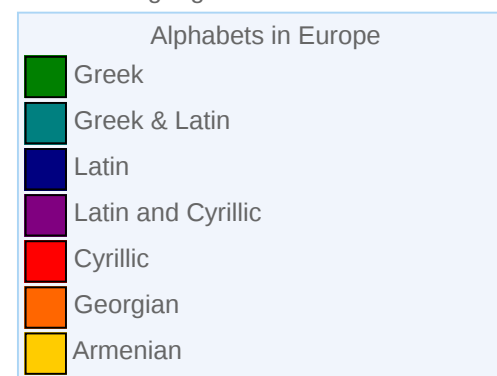 Alphabets in Europe
Greek
Greek & Latin
Latin
Latin and Cyrillic
Cyrillic
Georgian
Armenian